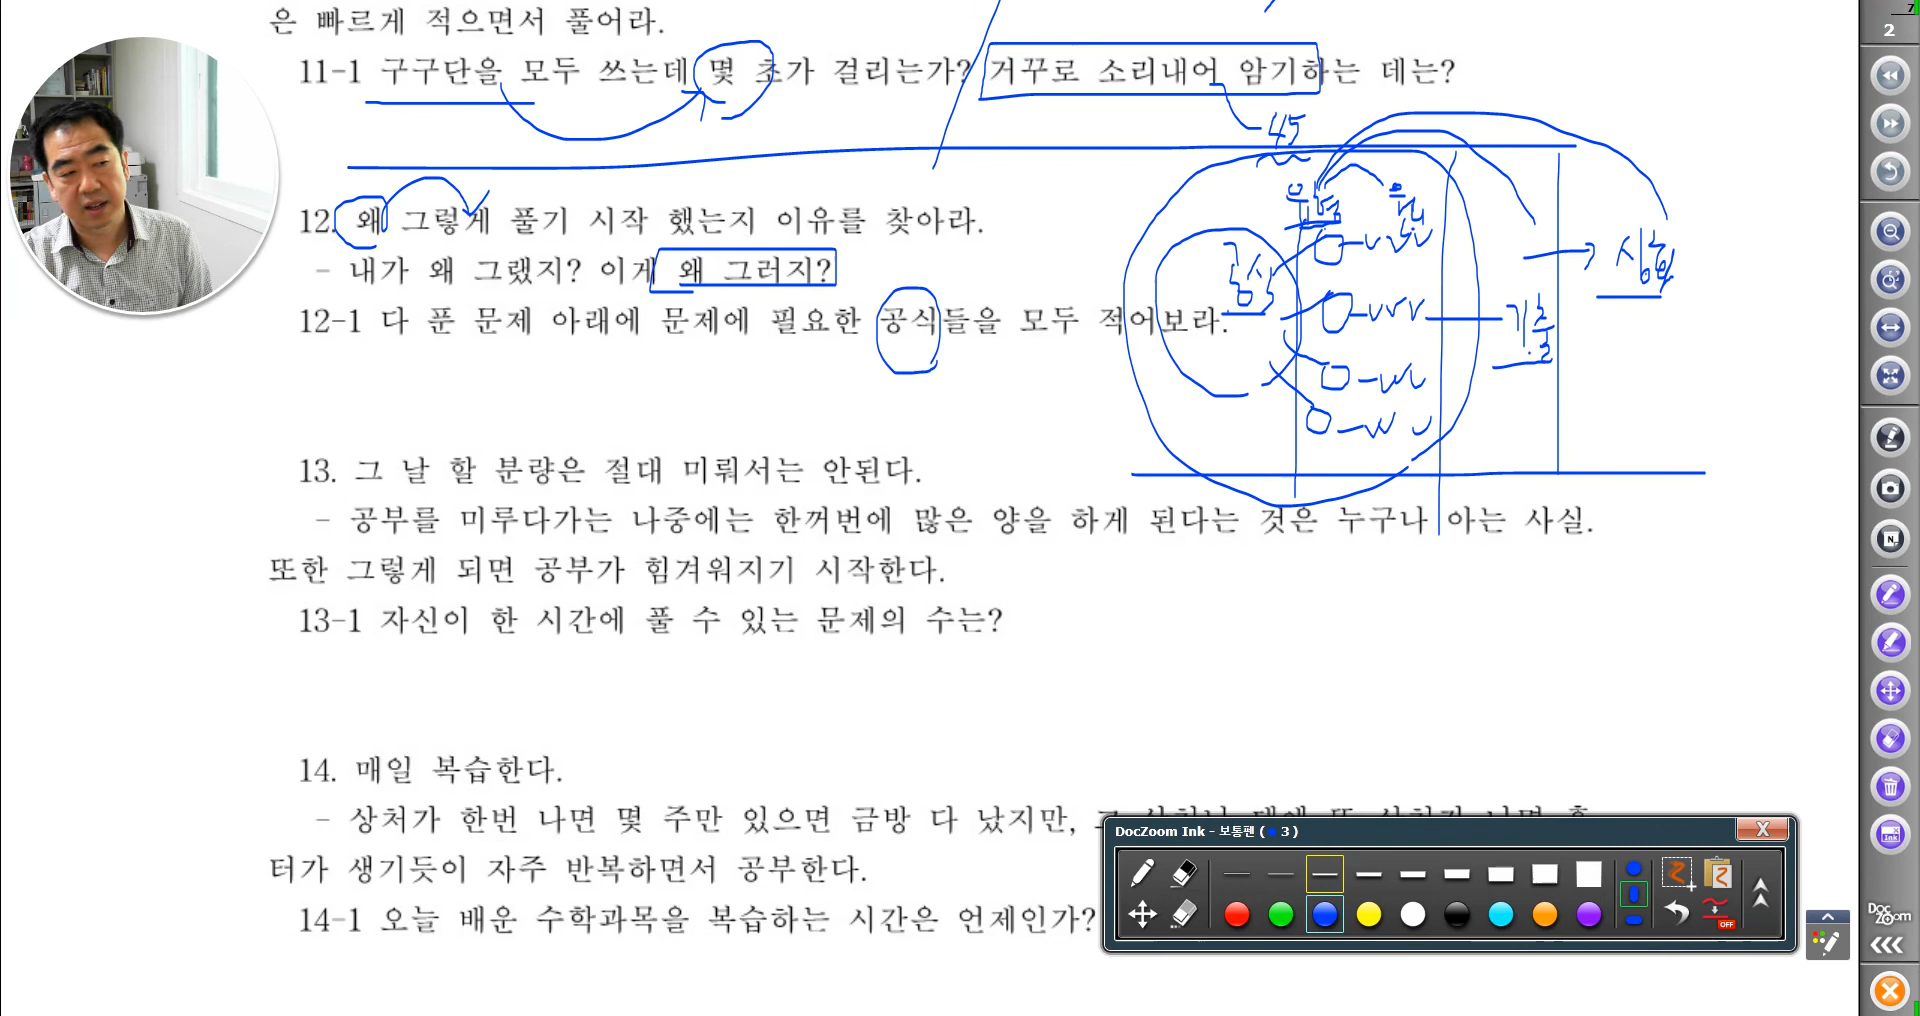 은 빠르게 적으면서 풀어라.
11-1 구구단을 모두 쓰는데 몇 초가 걸리는가? 거꾸로 소리내어 암기하는 데는?
45
12. 왜 그렇게 풀기 시작 했는지 이유를 찾아라.
- 내가 왜 그랬지? 이게 왜 그러지?
12-1 다 푼 문제 아래에 문제에 필요한 공식들을 모두 적어보라.
공식
기출
심화
13. 그 날 할 분량은 절대 미뤄서는 안된다.
- 공부를 미루다가는 나중에는 한꺼번에 많은 양을 하게 된다는 것은 누구나 아는 사실.
또한 그렇게 되면 공부가 힘겨워지기 시작한다.
13-1 자신이 한 시간에 풀 수 있는 문제의 수는?
14. 매일 복습한다.
- 상처가 한번 나면 몇 주만 있으면 금방 다 났지만,
터가 생기듯이 자주 반복하면서 공부한다.
14-1 오늘 배운 수학과목을 복습하는 시간은 언제인가?
DocZoom Ink - 보통펜 ( 3 )
X
OFF
7
2
N
Ink
Doc
Zoom